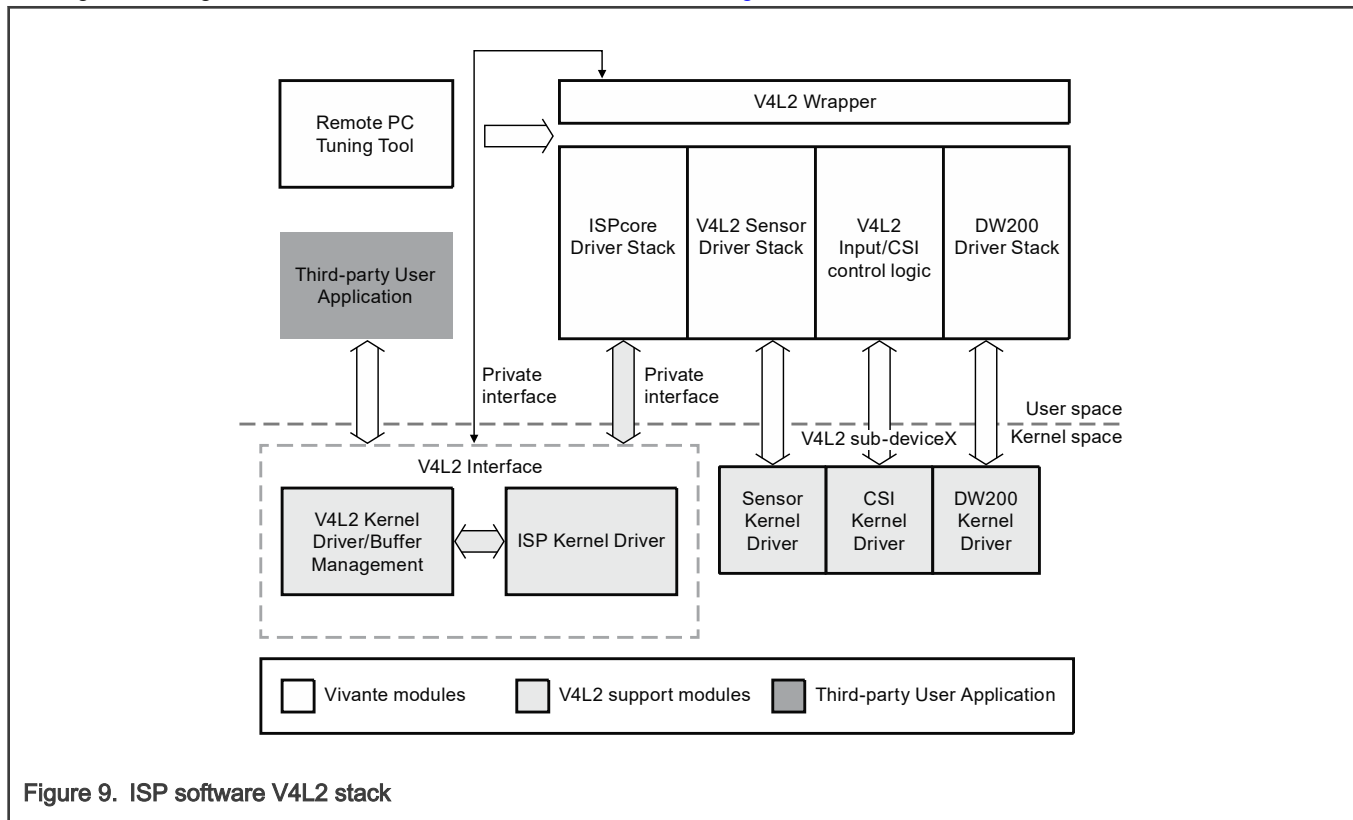 V4L2 Wrapper
Remote PC
Tuning Tool
ISPcore
Driver Stack
V4L2 Sensor
Driver Stack
V4L2
Input/CSI
control logic
DW200
Driver Stack
Third-party User
Application
Private
interface
Private
interface
User space
Kernel space
V4L2 sub-deviceX
V4L2 Interface
V4L2 Kernel
Driver/Buffer
Management
ISP Kernel Driver
Sensor
Kernel
Driver
CSI
Kernel
Driver
DW200
Kernel
Driver
Vivante modules
V4L2 support modules
Third-party User Application
Figure 9. ISP software V4L2 stack